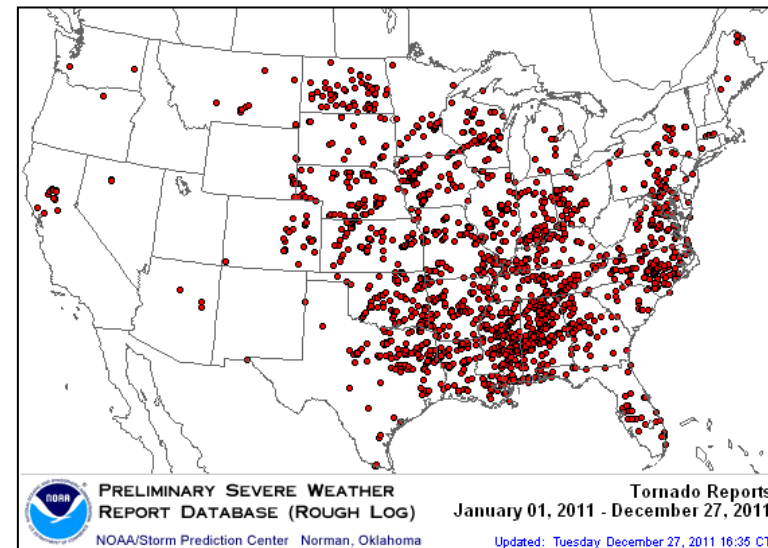 NOAA
PRELIMINARY SEVERE WEATHER
REPORT DATABASE (ROUGH LOG)
NOAA/Storm Prediction Center Norman, Oklahoma
Tornado Reports
January 01, 2011 - December 27, 2011
Updated: Tuesday December 27, 2011 16:35 CT